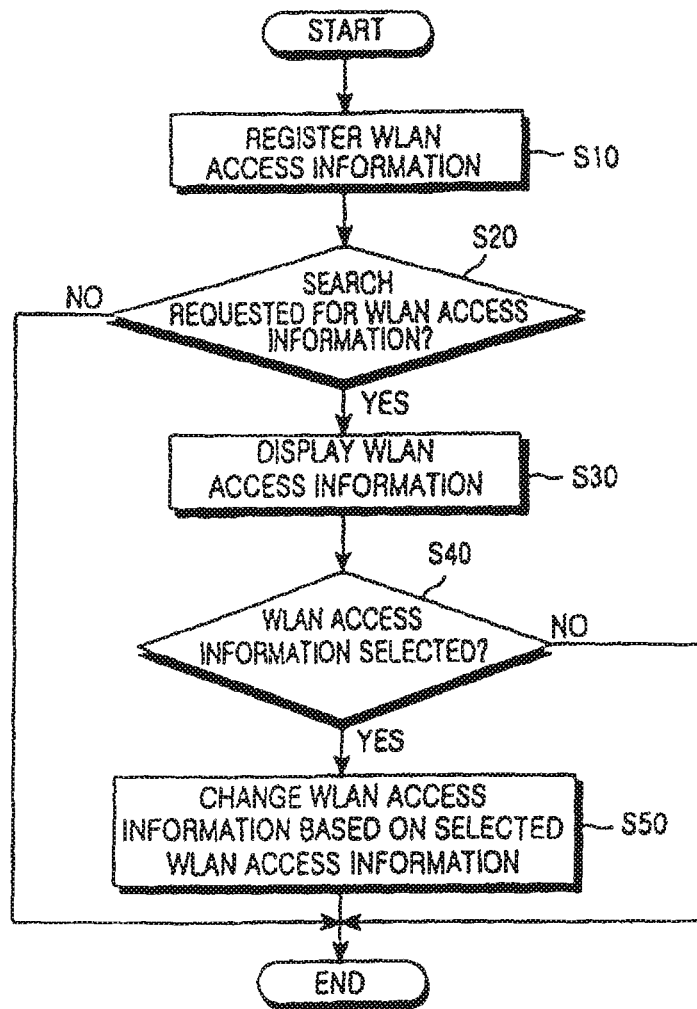 START
REGISTER WLAN
ACCESS INFORMATION
S10
S20
SEARCH
REQUESTED FOR WLAN ACCESS
INFORMATION?
NO
YES
DISPLAY WLAN
ACCESS INFORMATION
S30
S40
WLAN ACCESS
INFORMATION SELECTED?
NO
YES
CHANGE WLAN ACCESS
INFORMATION BASED ON SELECTED
WLAN ACCESS INFORMATION
S50
END